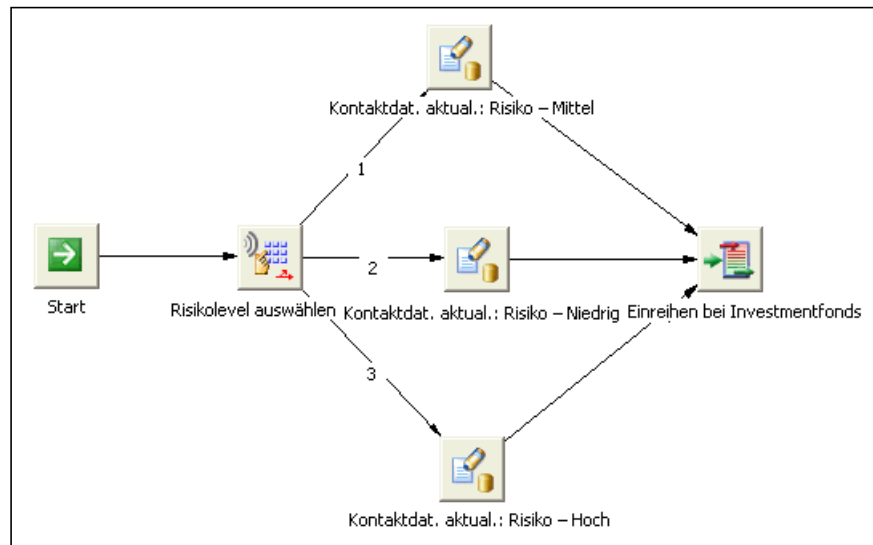 Kontaktdat. aktual.: Risiko – Mittel
1
Start
Risikolevel auswählen
2
Kontaktdat. aktual.: Risiko – Niedrig
Einreihen bei Investmentfonds
3
Kontaktdat. aktual.: Risiko – Hoch